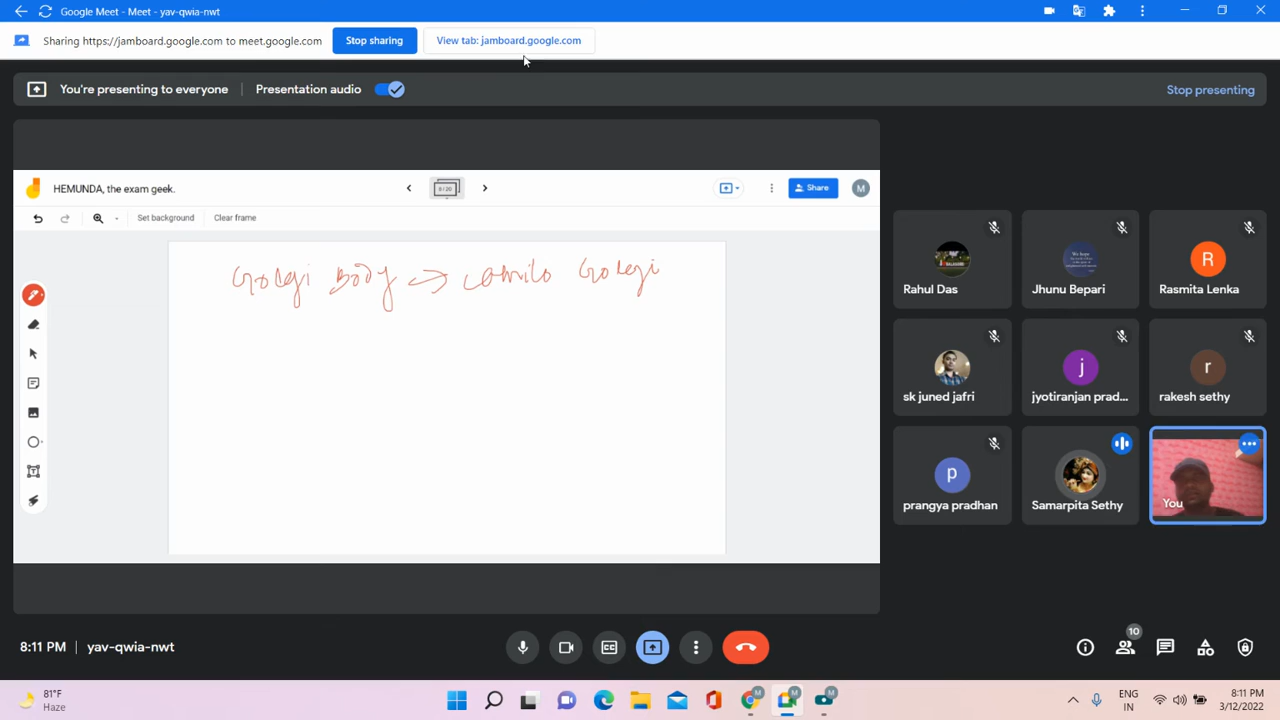 Google Meet - Meet - yav-qwia-nwt
Sharing https://jamboard.google.com to meet.google.com
Stop sharing
View tab: jamboard.google.com
You're presenting to everyone
Presentation audio
Stop presenting
HEMUNDA, the exam geek.
8/20
Share
M
Set background
Clear frame
Golgi Body → Camilo Golgi
Rahul Das
Jhunu Bepari
R
Rasmita Lenka
sk juned jafri
j
jyotiranjan prad...
r
rakesh sethy
p
prangya pradhan
Samarpita Sethy
You
8:11 PM
yav-qwia-nwt
CC
10
81°F
Haze
ENG
IN
8:11 PM
3/12/2022